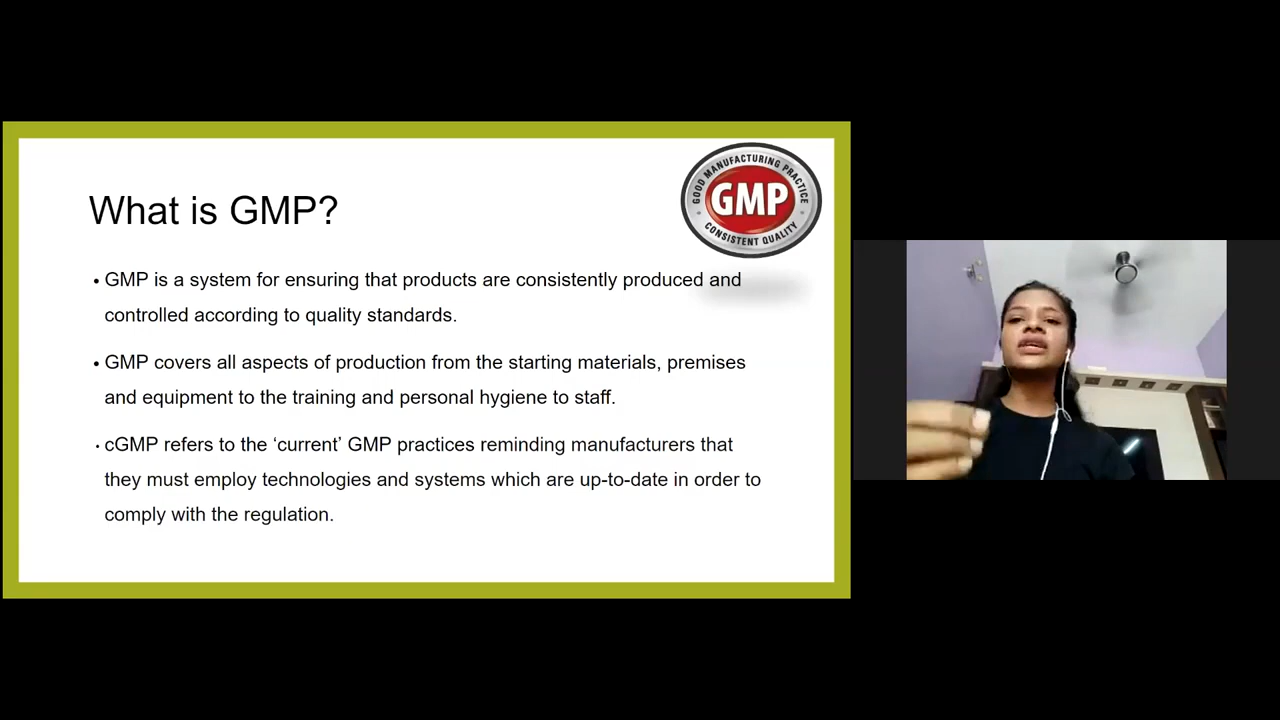 GOOD MANUFACTURING PRACTICE
GMP
CONSISTENT QUALITY
What is GMP?
• GMP is a system for ensuring that products are consistently produced and
controlled according to quality standards.
• GMP covers all aspects of production from the starting materials, premises
and equipment to the training and personal hygiene to staff.
• cGMP refers to the ‘current’ GMP practices reminding manufacturers that
they must employ technologies and systems which are up-to-date in order to
comply with the regulation.